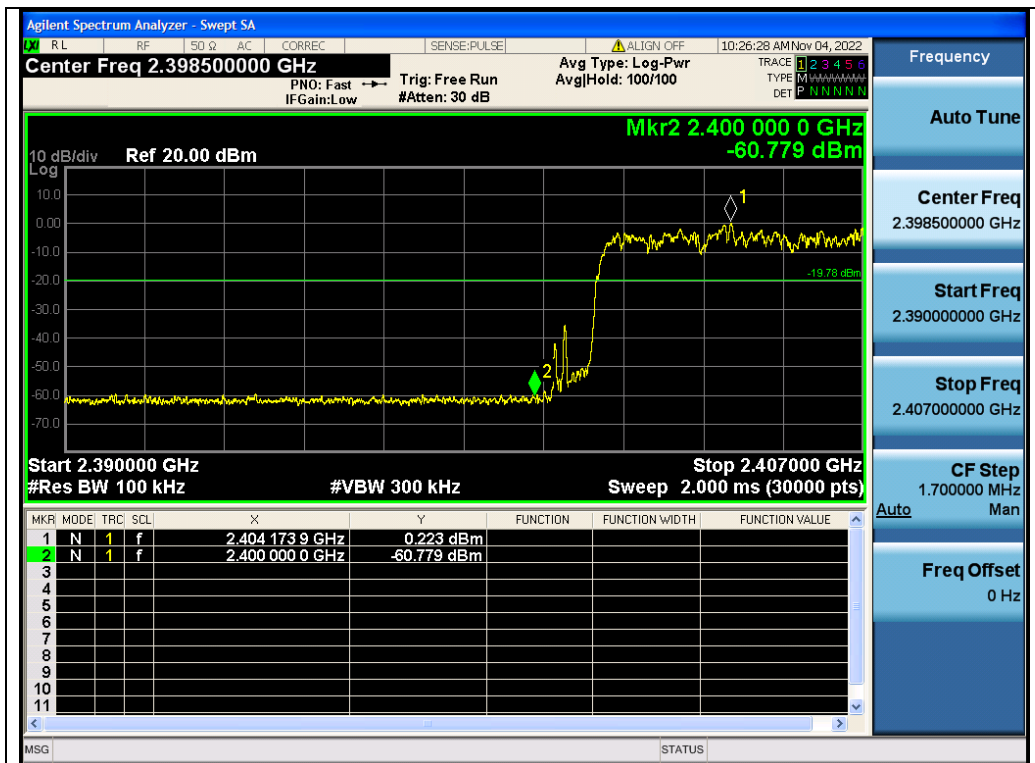 Agilent Spectrum Analyzer - Swept SA
LXI RL RF 50 Ω AC CORREC SENSE:PULSE ALIGN OFF 10:26:28 AM Nov 04, 2022
Center Freq 2.398500000 GHz
PNO: Fast
IFGain:Low
Trig: Free Run
#Atten: 30 dB
Avg Type: Log-Pwr
Avg|Hold: 100/100
TRACE 1 2 3 4 5 6
TYPE M
DET P N N N N N
Mkr2 2.400 000 0 GHz
-60.779 dBm
10 dB/div Ref 20.00 dBm
Log
10.0
0.00
-10.0
-20.0
-30.0
-40.0
-50.0
-60.0
-70.0
1
2
-19.78 dBm
Start 2.390000 GHz Stop 2.407000 GHz
#Res BW 100 kHz #VBW 300 kHz Sweep 2.000 ms (30000 pts)
MKR MODE TRC SCL X Y FUNCTION FUNCTION WIDTH FUNCTION VALUE
1 N 1 f 2.404 173 9 GHz 0.223 dBm
2 N 1 f 2.400 000 0 GHz -60.779 dBm
3
4
5
6
7
8
9
10
11
MSG STATUS
Frequency
Auto Tune
Center Freq
2.398500000 GHz
Start Freq
2.390000000 GHz
Stop Freq
2.407000000 GHz
CF Step
1.700000 MHz
Auto Man
Freq Offset
0 Hz